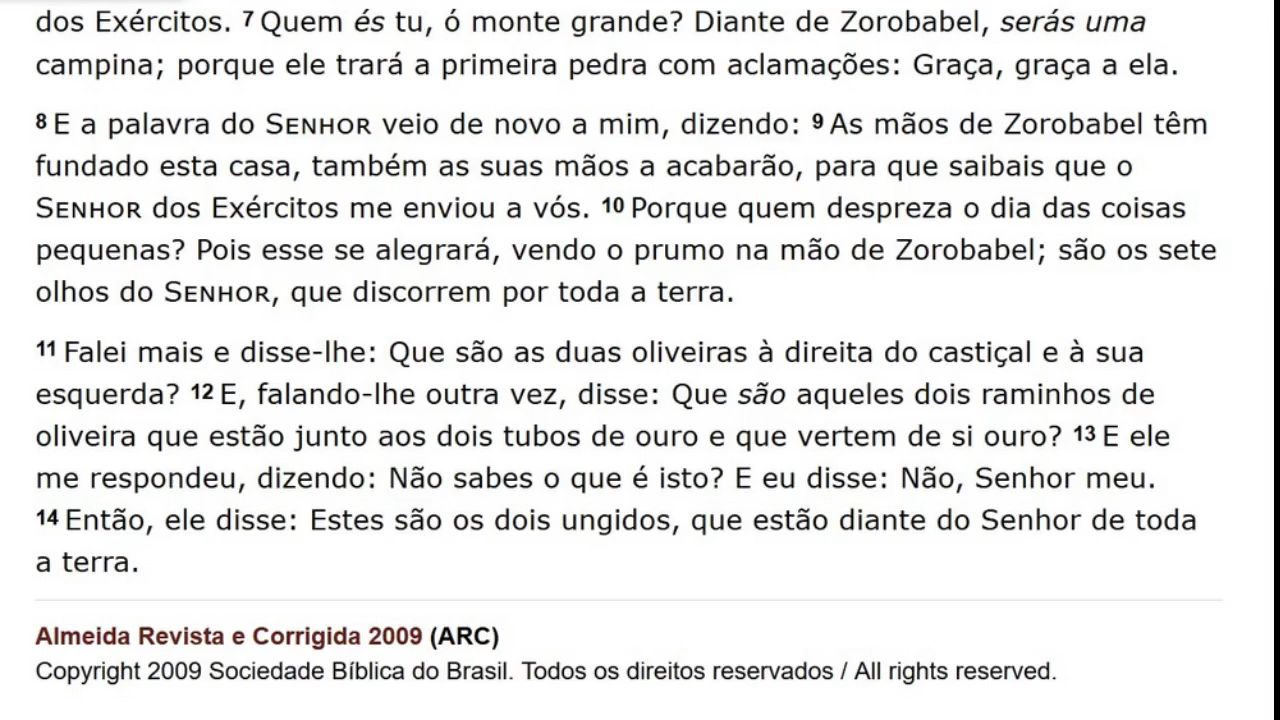 dos Exércitos. 7 Quem és tu, ó monte grande? Diante de Zorobabel, serás uma
campina; porque ele trará a primeira pedra com aclamações: Graça, graça a ela.
8 E a palavra do SENHOR veio de novo a mim, dizendo: 9 As mãos de Zorobabel têm
fundado esta casa, também as suas mãos a acabarão, para que saibais que o
SENHOR dos Exércitos me enviou a vós. 10 Porque quem despreza o dia das coisas
pequenas? Pois esse se alegrará, vendo o prumo na mão de Zorobabel; são os sete
olhos do SENHOR, que discorrem por toda a terra.
11 Falei mais e disse-lhe: Que são as duas oliveiras à direita do castiçal e à sua
esquerda? 12 E, falando-lhe outra vez, disse: Que são aqueles dois raminhos de
oliveira que estão junto aos dois tubos de ouro e que vertem de si ouro? 13 E ele
me respondeu, dizendo: Não sabes o que é isto? E eu disse: Não, Senhor meu.
14 Então, ele disse: Estes são os dois ungidos, que estão diante do Senhor de toda
a terra.
Almeida Revista e Corrigida 2009 (ARC)
Copyright 2009 Sociedade Bíblica do Brasil. Todos os direitos reservados / All rights reserved.